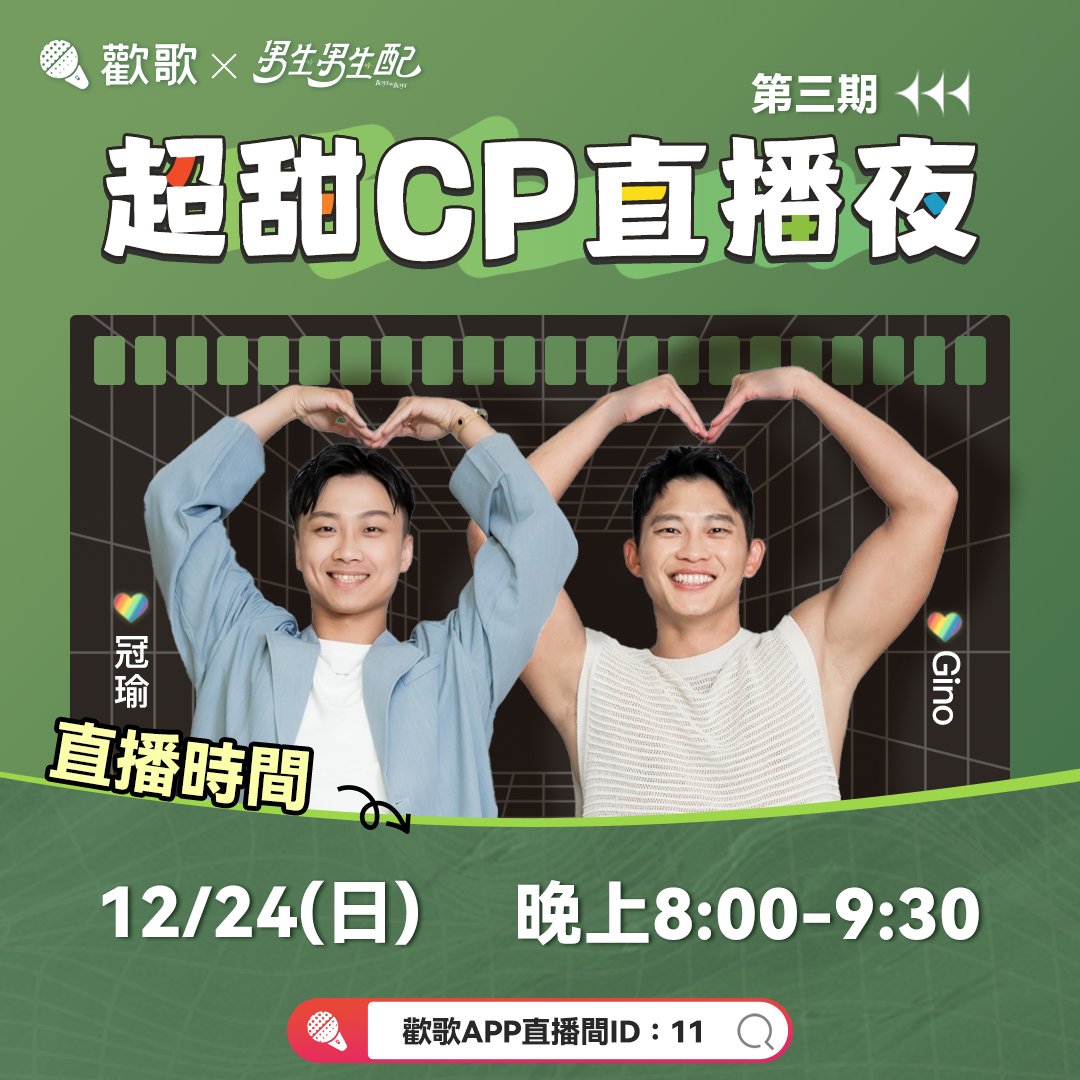 歡歌 × 男生男生配
Boys & Boys
第三期
超甜CP直播夜
冠瑜
Gino
直播時間
12/24(日) 晚上8:00-9:30
歡歌APP直播間ID：11